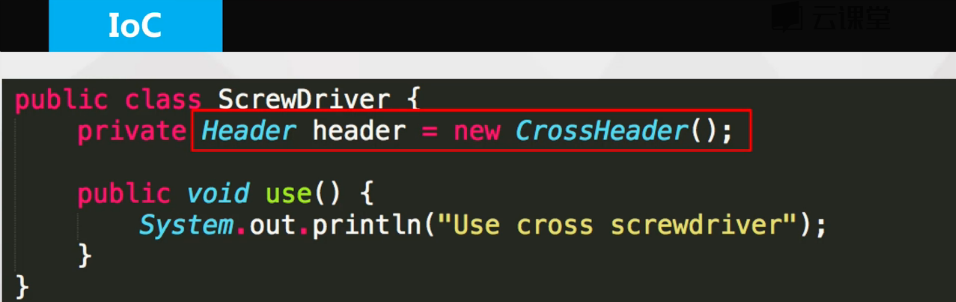 IoC
云课堂
public class ScrewDriver {
    private Header header = new CrossHeader();
    public void use() {
        System.out.println("Use cross screwdriver");
    }
}